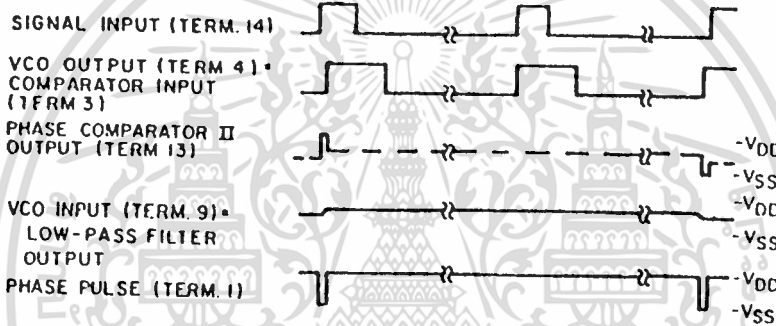 SIGNAL INPUT (TERM. 14)
VCO OUTPUT (TERM 4) =
COMPARATOR INPUT
(TERM 3)
PHASE COMPARATOR II
OUTPUT (TERM 13)
-VDD
-VSS
VCO INPUT (TERM. 9) =
LOW-PASS FILTER
OUTPUT
-VDD
-VSS
PHASE PULSE (TERM. 1)
-VDD
-VSS